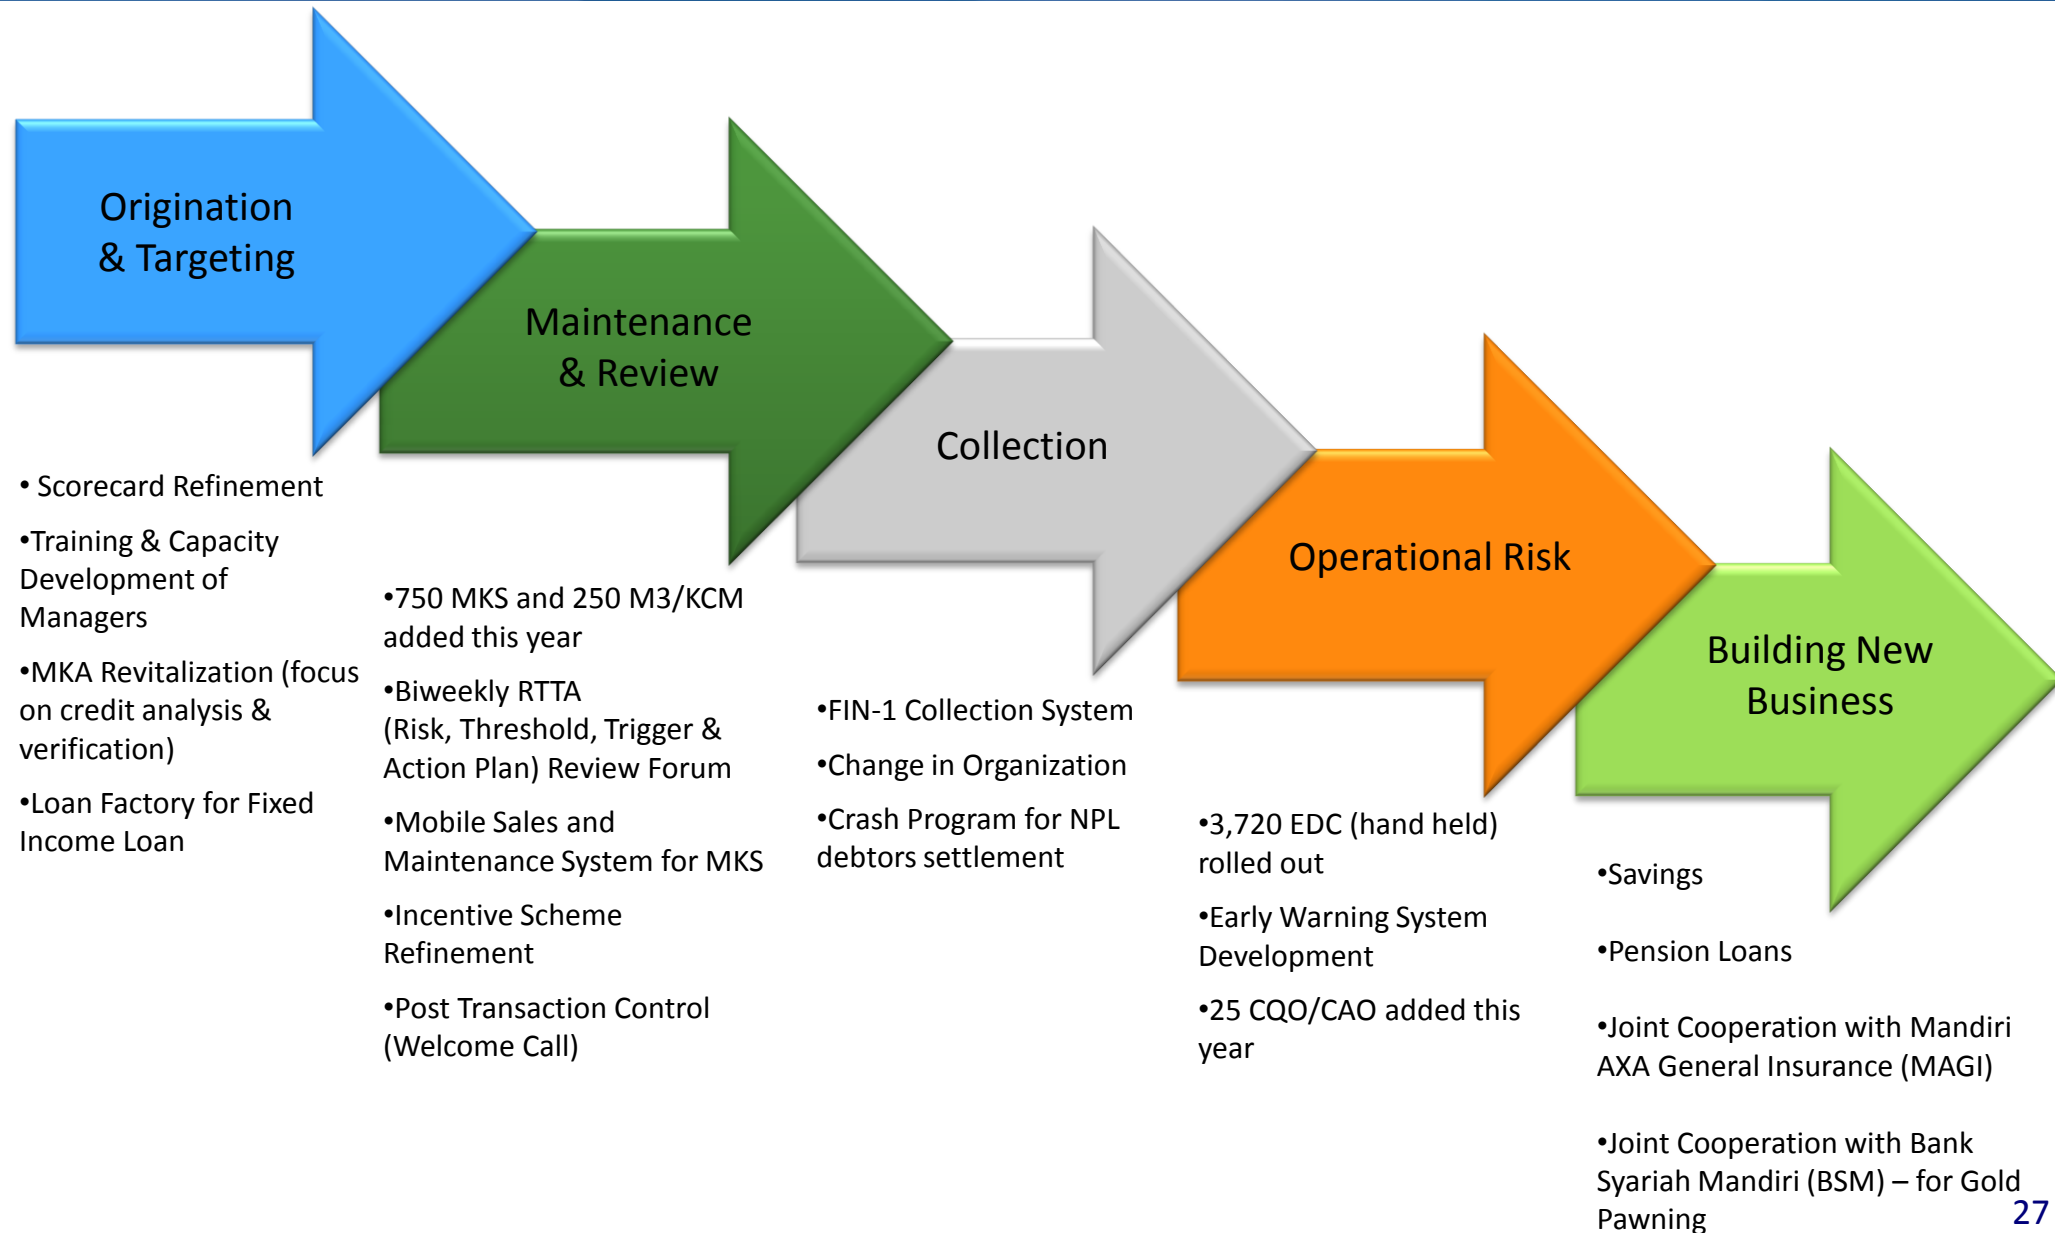 Origination
& Targeting
Maintenance
& Review
Collection
Operational Risk
Building New
Business
• Scorecard Refinement
•Training & Capacity
Development of
Managers
•MKA Revitalization (focus
on credit analysis &
verification)
•Loan Factory for Fixed
Income Loan
•750 MKS and 250 M3/KCM
added this year
•Biweekly RTTA
(Risk, Threshold, Trigger &
Action Plan) Review Forum
•Mobile Sales and
Maintenance System for MKS
•Incentive Scheme
Refinement
•Post Transaction Control
(Welcome Call)
•FIN-1 Collection System
•Change in Organization
•Crash Program for NPL
debtors settlement
•3,720 EDC (hand held)
rolled out
•Early Warning System
Development
•25 CQO/CAO added this
year
•Savings
•Pension Loans
•Joint Cooperation with Mandiri
AXA General Insurance (MAGI)
•Joint Cooperation with Bank
Syariah Mandiri (BSM) – for Gold
Pawning
27